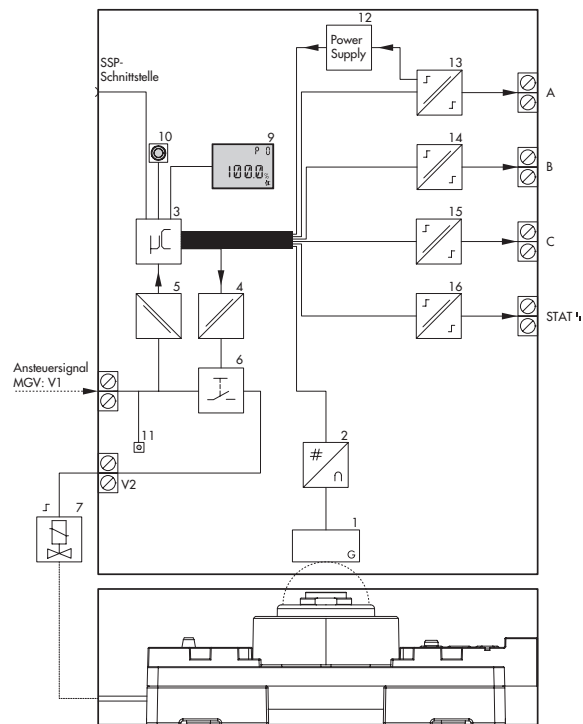 12
Power
Supply
13
SSP-
Schnittstelle
A
10
9
P 0
100.0
14
B
3
µC
15
C
5
4
16
STAT
Ansteuersignal
MGV: V1
6
11
2
#
∩
V2
7
1
G